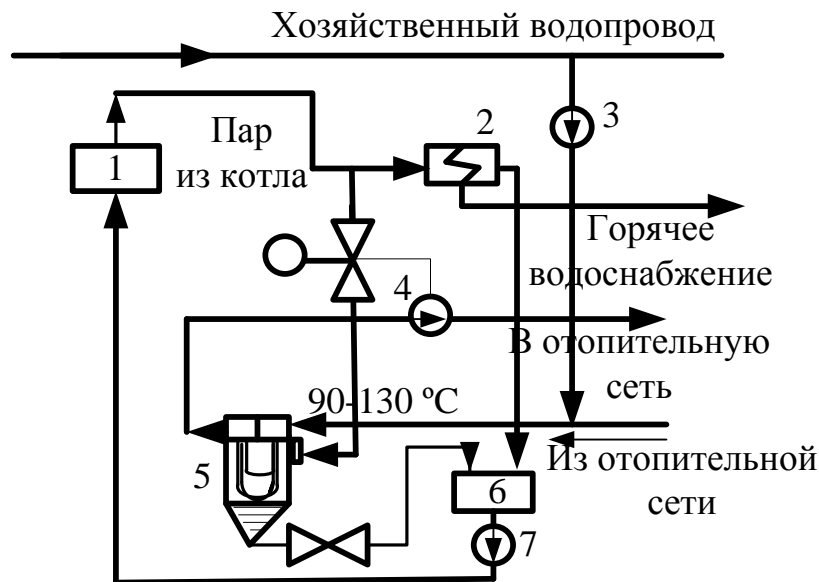 Хозяйственный водопровод
3
2
Пар
из котла
1
Горячее
водоснабжение
4
В отопительную
сеть
90-130 ºС
Из отопительной
сети
5
6
7